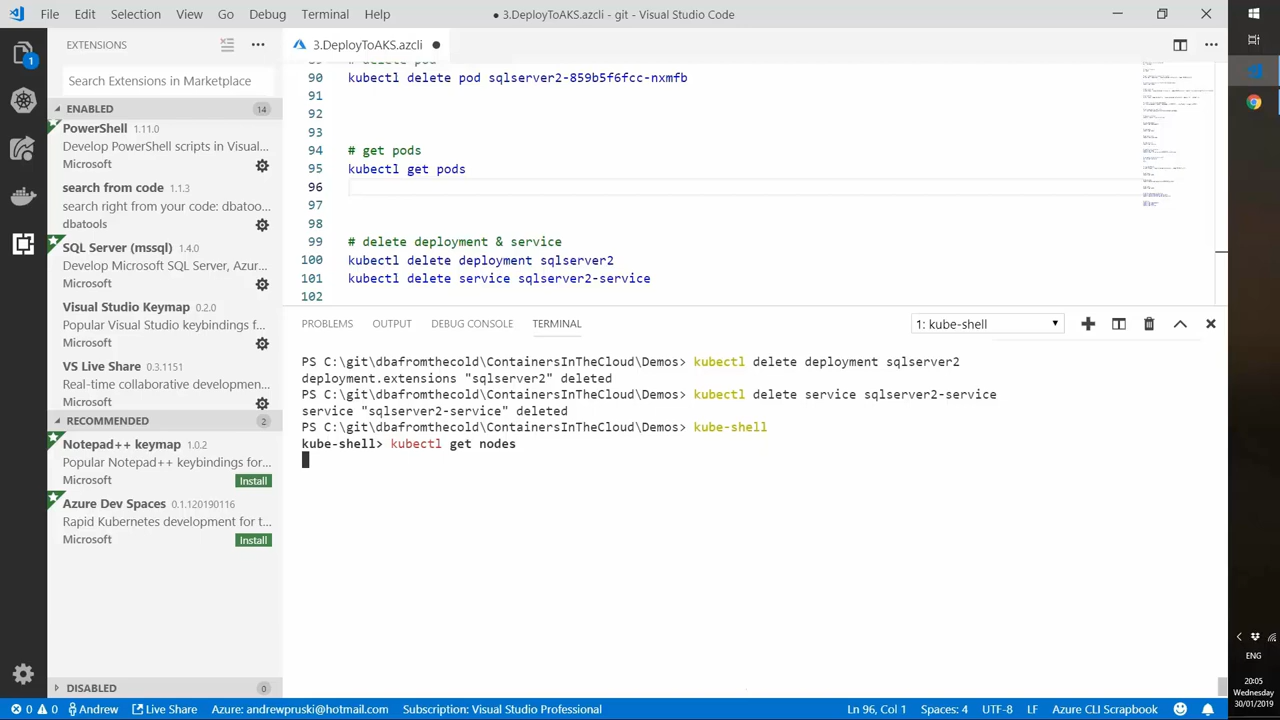 File Edit Selection View Go Debug Terminal Help
● 3.DeployToAKS.azcli - git - Visual Studio Code
EXTENSIONS
3.DeployToAKS.azcli
Search Extensions in Marketplace
ENABLED 14
PowerShell 1.11.0
Develop PowerShell scripts in Visual...
Microsoft
search from code 1.1.3
search right from your code: dbatoo...
dbatools
SQL Server (mssql) 1.4.0
Develop Microsoft SQL Server, Azur...
Microsoft
Visual Studio Keymap 0.2.0
Popular Visual Studio keybindings f...
Microsoft
VS Live Share 0.3.1151
Real-time collaborative developmen...
Microsoft
RECOMMENDED 2
Notepad++ keymap 1.0.2
Popular Notepad++ keybindings for...
Microsoft Install
Azure Dev Spaces 0.1.120190116
Rapid Kubernetes development for t...
Microsoft Install
DISABLED 0
1
89 # delete pod
90 kubectl delete pod sqlserver2-859b5f6fcc-nxmfb
91
92
93
94 # get pods
95 kubectl get pods
96
97
98
99 # delete deployment & service
100 kubectl delete deployment sqlserver2
101 kubectl delete service sqlserver2-service
102
PROBLEMS OUTPUT DEBUG CONSOLE TERMINAL 1: kube-shell
PS C:\git\dbafromthecold\ContainersInTheCloud\Demos> kubectl delete deployment sqlserver2
deployment.extensions "sqlserver2" deleted
PS C:\git\dbafromthecold\ContainersInTheCloud\Demos> kubectl delete service sqlserver2-service
service "sqlserver2-service" deleted
PS C:\git\dbafromthecold\ContainersInTheCloud\Demos> kube-shell
kube-shell> kubectl get nodes
0 0 Andrew Live Share Azure: andrewpruski@hotmail.com Subscription: Visual Studio Professional Ln 96, Col 1 Spaces: 4 UTF-8 LF Azure CLI Scrapbook
ENG
20:05
Wednesday
30/01/2019